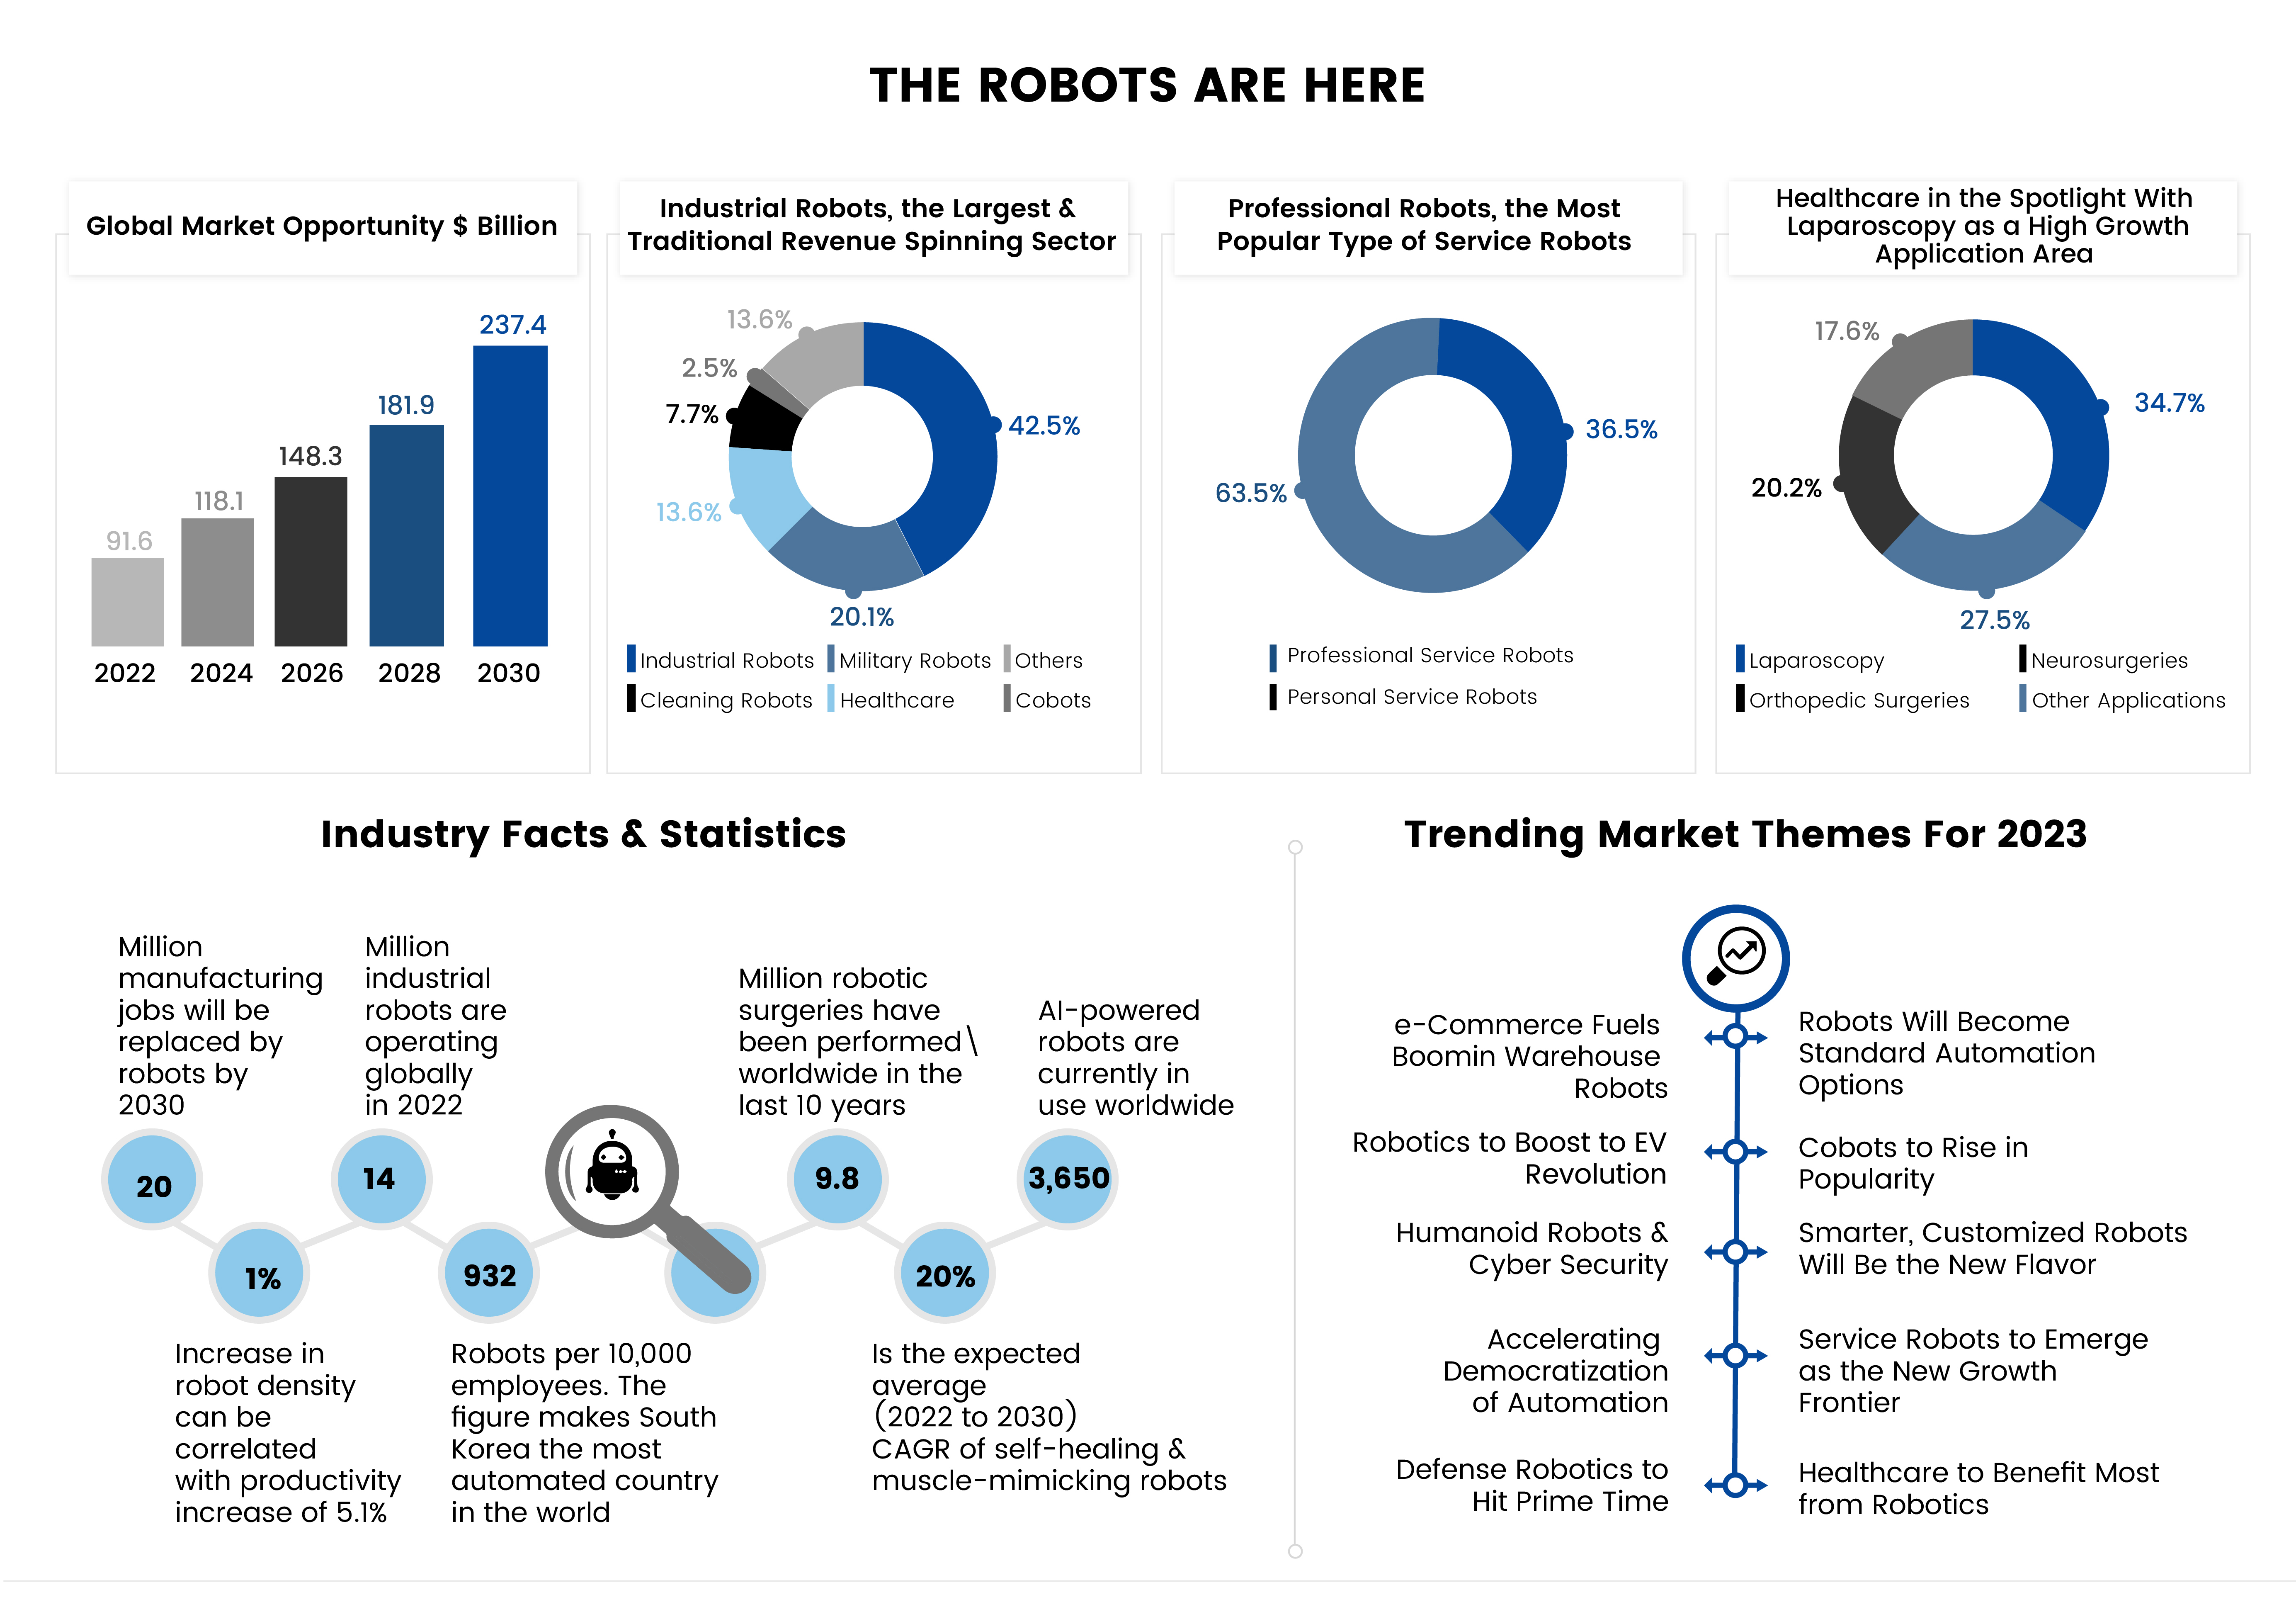 THE ROBOTS ARE HERE
Global Market Opportunity $ Billion
91.6
118.1
148.3
181.9
237.4
2022
2024
2026
2028
2030
Industrial Robots, the Largest &
Traditional Revenue Spinning Sector
13.6%
2.5%
7.7%
13.6%
42.5%
20.1%
Industrial Robots
Military Robots
Others
Cleaning Robots
Healthcare
Cobots
Professional Robots, the Most
Popular Type of Service Robots
36.5%
63.5%
Professional Service Robots
Personal Service Robots
Healthcare in the Spotlight With
Laparoscopy as a High Growth
Application Area
17.6%
34.7%
20.2%
27.5%
Laparoscopy
Neurosurgeries
Orthopedic Surgeries
Other Applications
Industry Facts & Statistics
Million
manufacturing
jobs will be
replaced by
robots by
2030
20
1%
Increase in
robot density
can be
correlated
with productivity
increase of 5.1%
Million
industrial
robots are
operating
globally
in 2022
14
932
Robots per 10,000
employees. The
figure makes South
Korea the most
automated country
in the world
Million robotic
surgeries have
been performed\
worldwide in the
last 10 years
9.8
20%
Is the expected
average
(2022 to 2030)
CAGR of self-healing &
muscle-mimicking robots
AI-powered
robots are
currently in
use worldwide
3,650
Trending Market Themes For 2023
e-Commerce Fuels
Boomin Warehouse
Robots
Robots Will Become
Standard Automation
Options
Robotics to Boost to EV
Revolution
Cobots to Rise in
Popularity
Humanoid Robots &
Cyber Security
Smarter, Customized Robots
Will Be the New Flavor
Accelerating
Democratization
of Automation
Service Robots to Emerge
as the New Growth
Frontier
Defense Robotics to
Hit Prime Time
Healthcare to Benefit Most
from Robotics